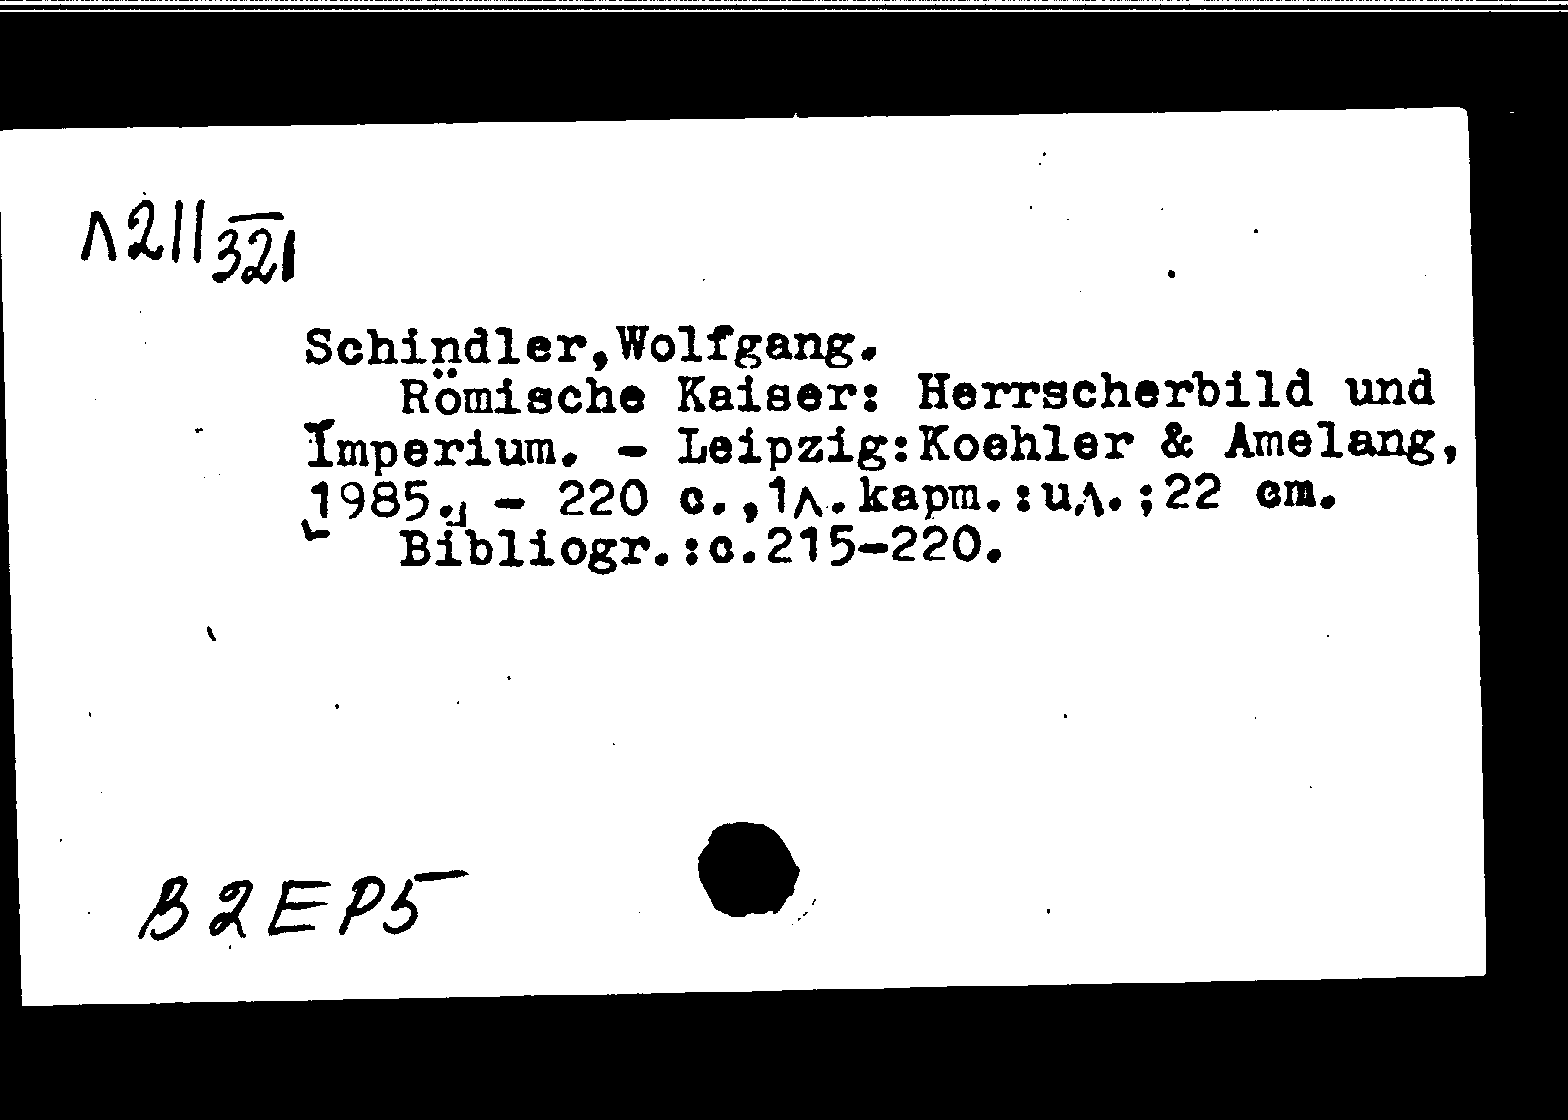 Л211/321
Schindler,Wolfgang.
Römische Kaiser: Herrscherbild und
Imperium. – Leipzig:Koehler & Amelang,
1985. – 220 с.,1л.карт.:ил.;22 cm.
Bibliogr.:с.215-220.
В2ЕР5